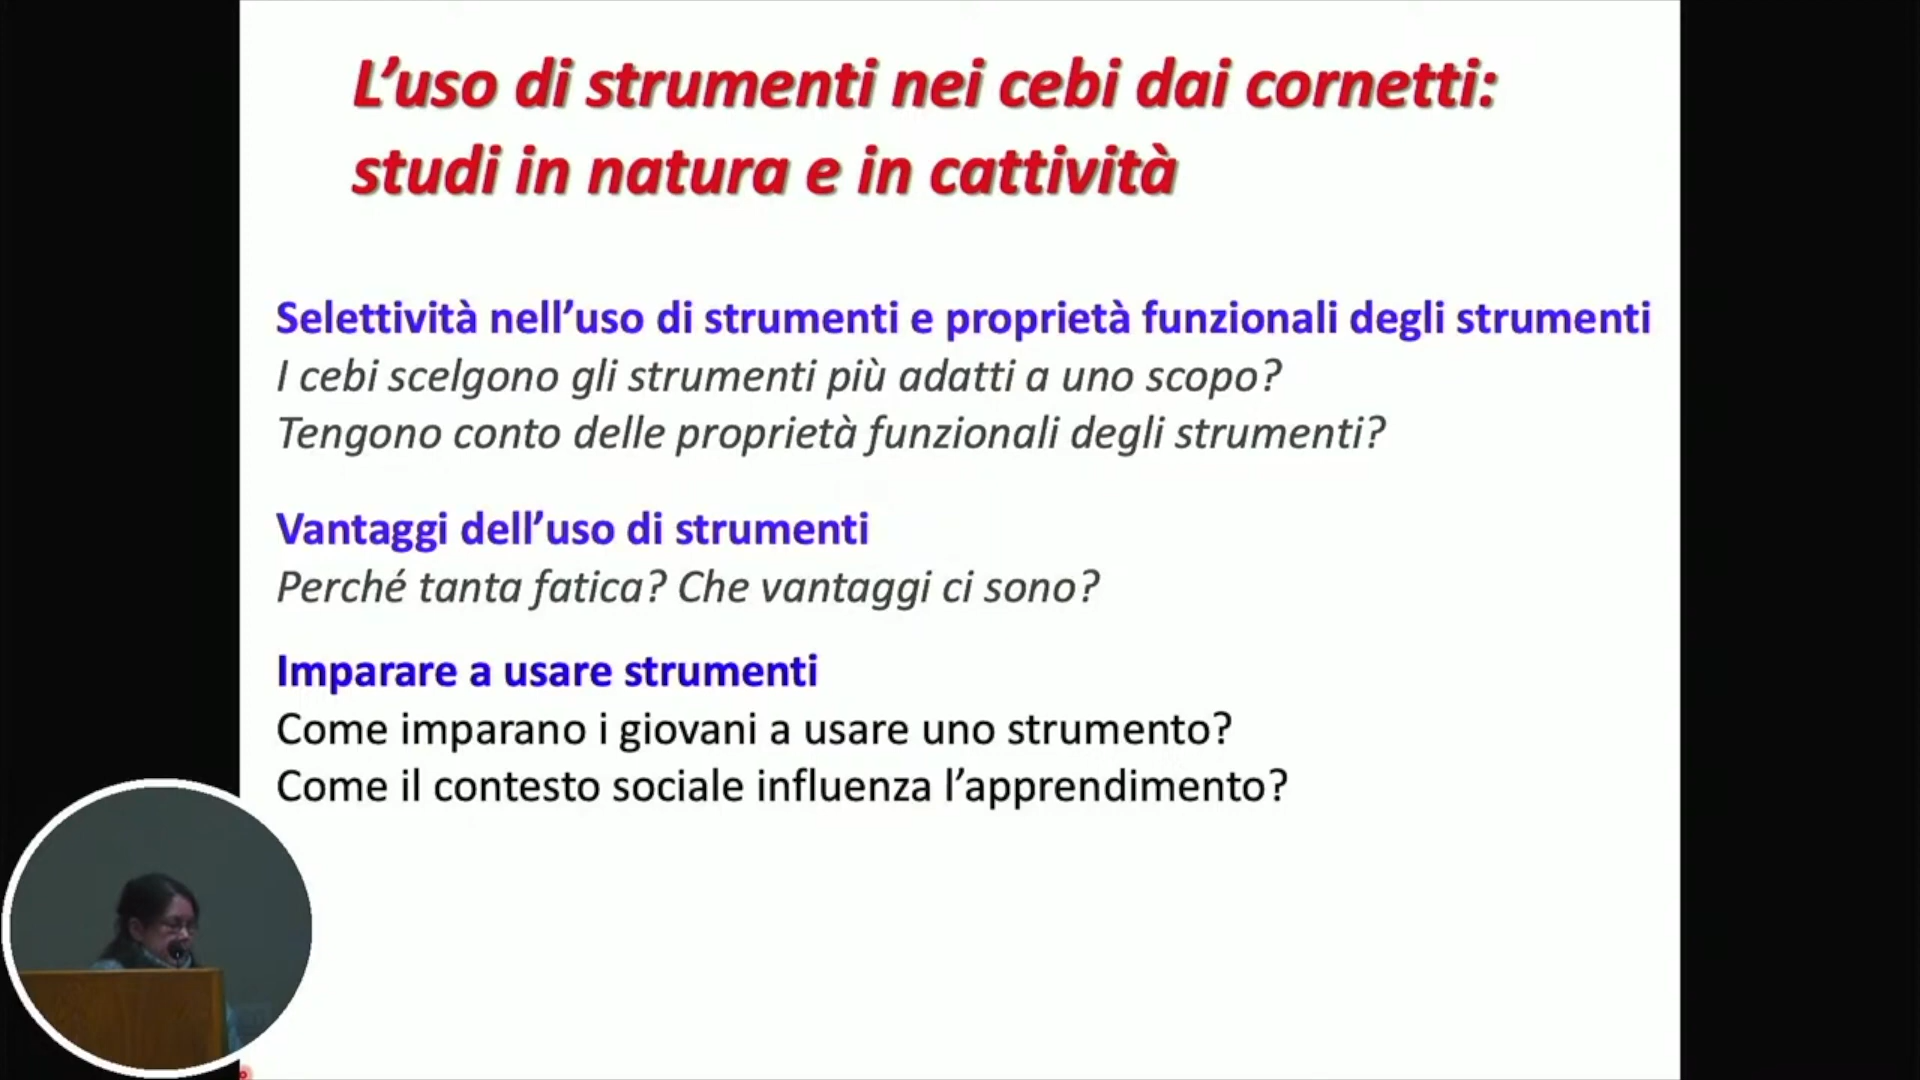 L’uso di strumenti nei cebi dai cornetti:
studi in natura e in cattività
Selettività nell’uso di strumenti e proprietà funzionali degli strumenti
I cebi scelgono gli strumenti più adatti a uno scopo?
Tengono conto delle proprietà funzionali degli strumenti?
Vantaggi dell’uso di strumenti
Perché tanta fatica? Che vantaggi ci sono?
Imparare a usare strumenti
Come imparano i giovani a usare uno strumento?
Come il contesto sociale influenza l’apprendimento?